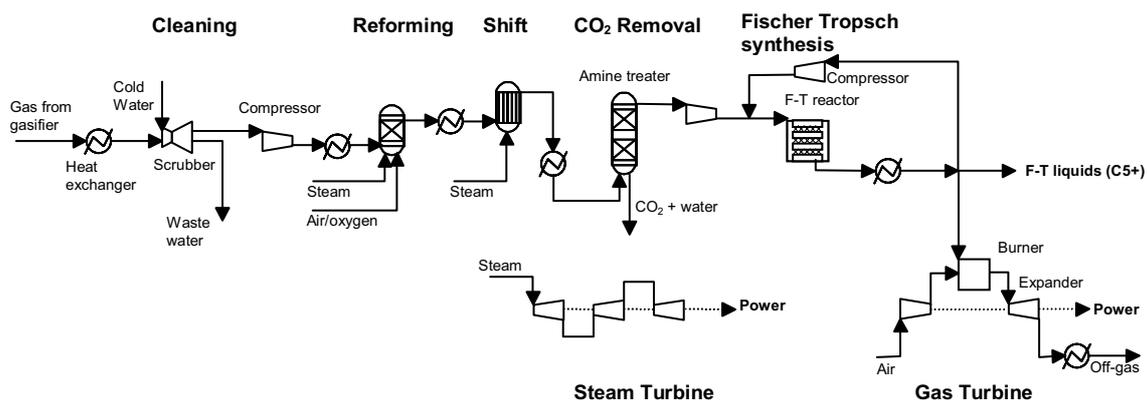 Cleaning
Reforming
Shift
CO₂ Removal
Fischer Tropsch
synthesis
Cold
Water
Compressor
Amine treater
Compressor
F-T reactor
Gas from
gasifier
Heat
exchanger
Scrubber
Steam
Air/oxygen
Steam
Waste
water
CO₂ + water
F-T liquids (C5+)
Steam
Power
Burner
Expander
Power
Air
Off-gas
Steam Turbine
Gas Turbine